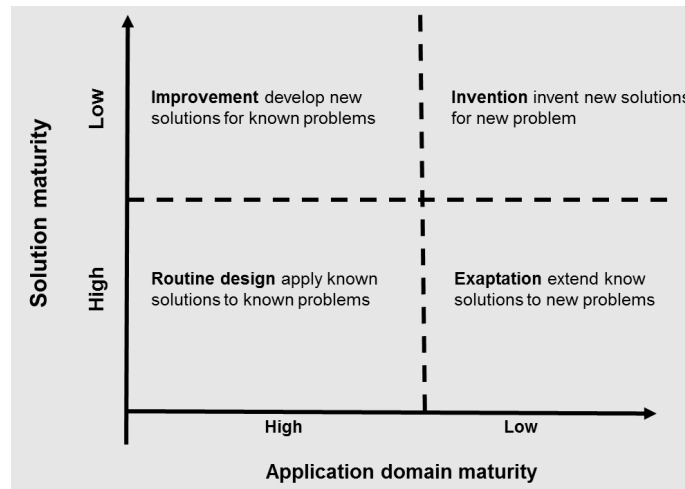 Solution maturity
Low
High
Improvement develop new
solutions for known problems
Invention invent new solutions
for new problem
Routine design apply known
solutions to known problems
Exaptation extend know
solutions to new problems
High
Low
Application domain maturity